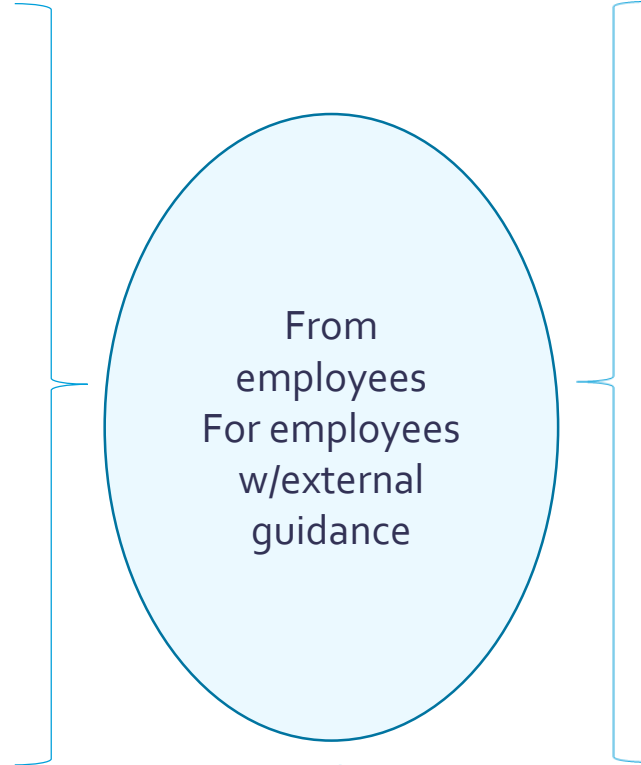 From
employees
For employees
w/external
guidance